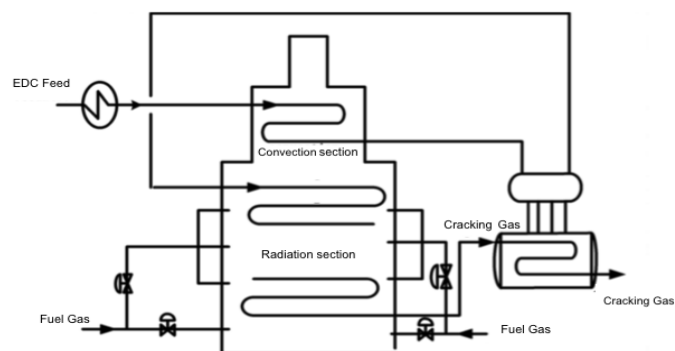 EDC Feed
Convection section
Cracking Gas
Radiation section
Cracking Gas
Fuel Gas
Fuel Gas